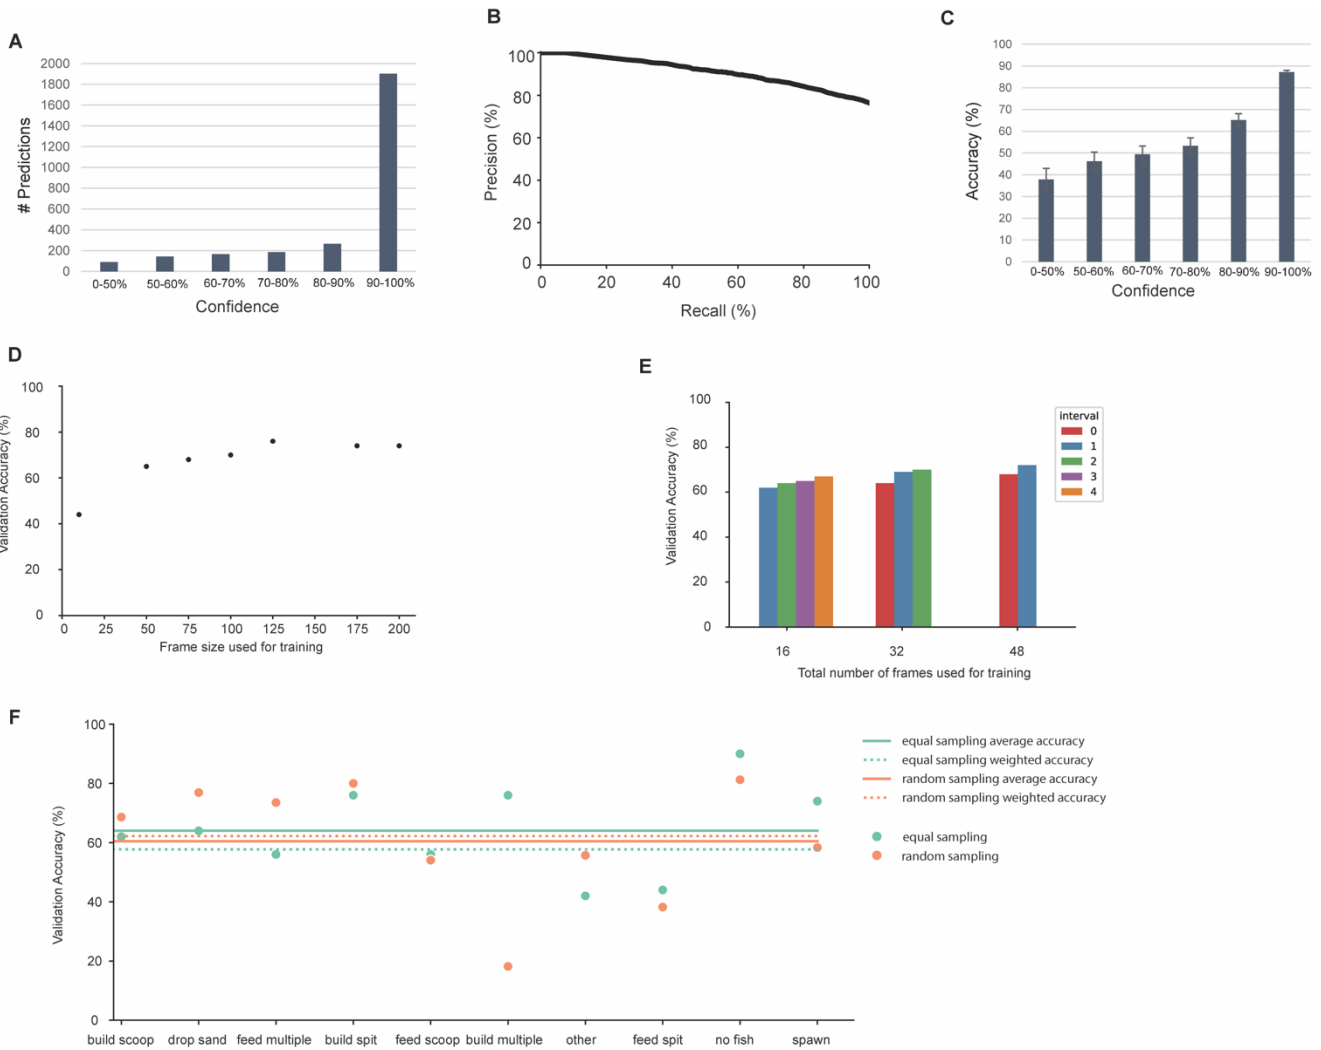 A
2000
1800
1600
1400
1200
1000
800
600
400
200
0
# Predictions
0-50% 50-60% 60-70% 70-80% 80-90% 90-100%
Confidence
B
100
80
60
40
20
0
Precision (%)
0 20 40 60 80 100
Recall (%)
C
100
90
80
70
60
50
40
30
20
10
0
Accuracy (%)
0-50% 50-60% 60-70% 70-80% 80-90% 90-100%
Confidence
D
100
80
60
40
20
0
Validation Accuracy (%)
0 25 50 75 100 125 150 175 200
Frame size used for training
E
100
80
60
40
20
0
Validation Accuracy (%)
interval
0
1
2
3
4
16 32 48
Total number of frames used for training
F
100
80
60
40
20
0
Validation Accuracy (%)
equal sampling average accuracy
equal sampling weighted accuracy
random sampling average accuracy
random sampling weighted accuracy
equal sampling
random sampling
build scoop drop sand feed multiple build spit feed scoop build multiple other feed spit no fish spawn